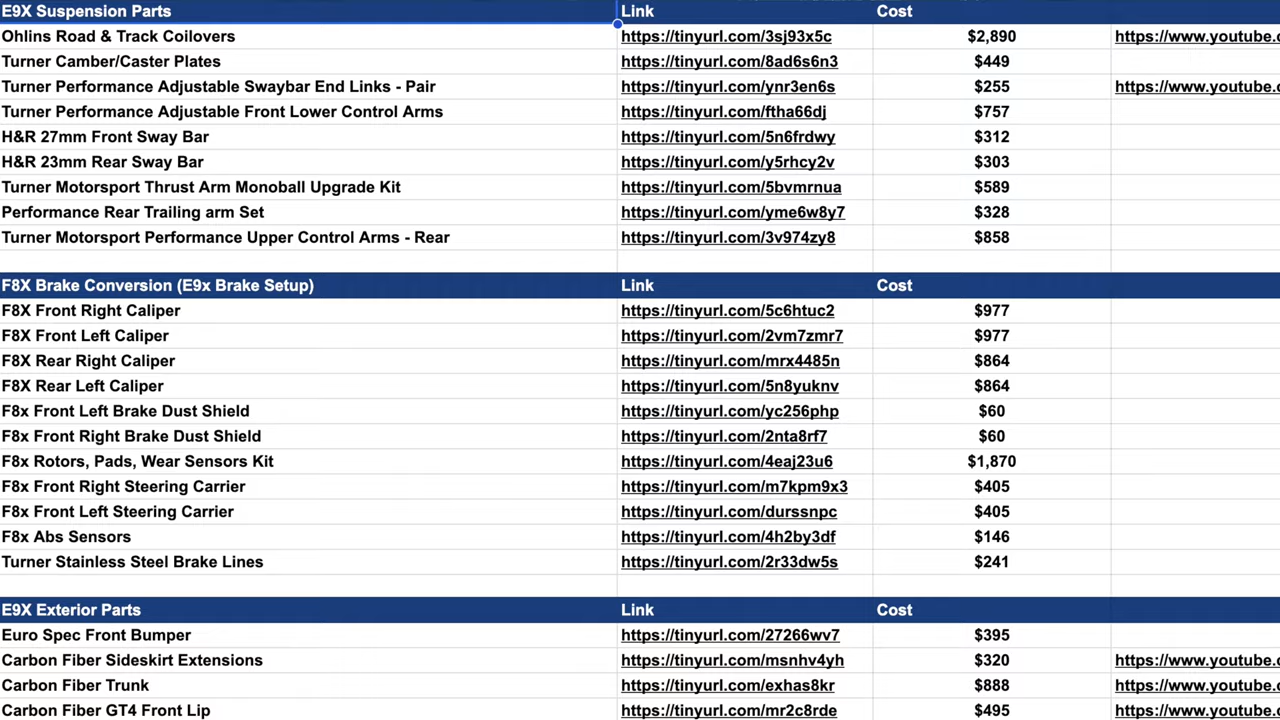 E9X Suspension Parts Link Cost
Ohlins Road & Track Coilovers https://tinyurl.com/3sj93x5c $2,890 https://www.youtube.c
Turner Camber/Caster Plates https://tinyurl.com/8ad6s6n3 $449
Turner Performance Adjustable Swaybar End Links - Pair https://tinyurl.com/ynr3en6s $255 https://www.youtube.c
Turner Performance Adjustable Front Lower Control Arms https://tinyurl.com/ftha66dj $757
H&R 27mm Front Sway Bar https://tinyurl.com/5n6frdwy $312
H&R 23mm Rear Sway Bar https://tinyurl.com/y5rhcy2v $303
Turner Motorsport Thrust Arm Monoball Upgrade Kit https://tinyurl.com/5bvmrnua $589
Performance Rear Trailing arm Set https://tinyurl.com/yme6w8y7 $328
Turner Motorsport Performance Upper Control Arms - Rear https://tinyurl.com/3v974zy8 $858
F8X Brake Conversion (E9x Brake Setup) Link Cost
F8X Front Right Caliper https://tinyurl.com/5c6htuc2 $977
F8X Front Left Caliper https://tinyurl.com/2vm7zmr7 $977
F8X Rear Right Caliper https://tinyurl.com/mrx4485n $864
F8X Rear Left Caliper https://tinyurl.com/5n8yuknv $864
F8x Front Left Brake Dust Shield https://tinyurl.com/yc256php $60
F8x Front Right Brake Dust Shield https://tinyurl.com/2nta8rf7 $60
F8x Rotors, Pads, Wear Sensors Kit https://tinyurl.com/4eaj23u6 $1,870
F8x Front Right Steering Carrier https://tinyurl.com/m7kpm9x3 $405
F8x Front Left Steering Carrier https://tinyurl.com/durssnpc $405
F8x Abs Sensors https://tinyurl.com/4h2by3df $146
Turner Stainless Steel Brake Lines https://tinyurl.com/2r33dw5s $241
E9X Exterior Parts Link Cost
Euro Spec Front Bumper https://tinyurl.com/27266wv7 $395
Carbon Fiber Sideskirt Extensions https://tinyurl.com/msnhv4yh $320 https://www.youtube.c
Carbon Fiber Trunk https://tinyurl.com/exhas8kr $888 https://www.youtube.c
Carbon Fiber GT4 Front Lip https://tinyurl.com/mr2c8rde $495 https://www.youtube.c